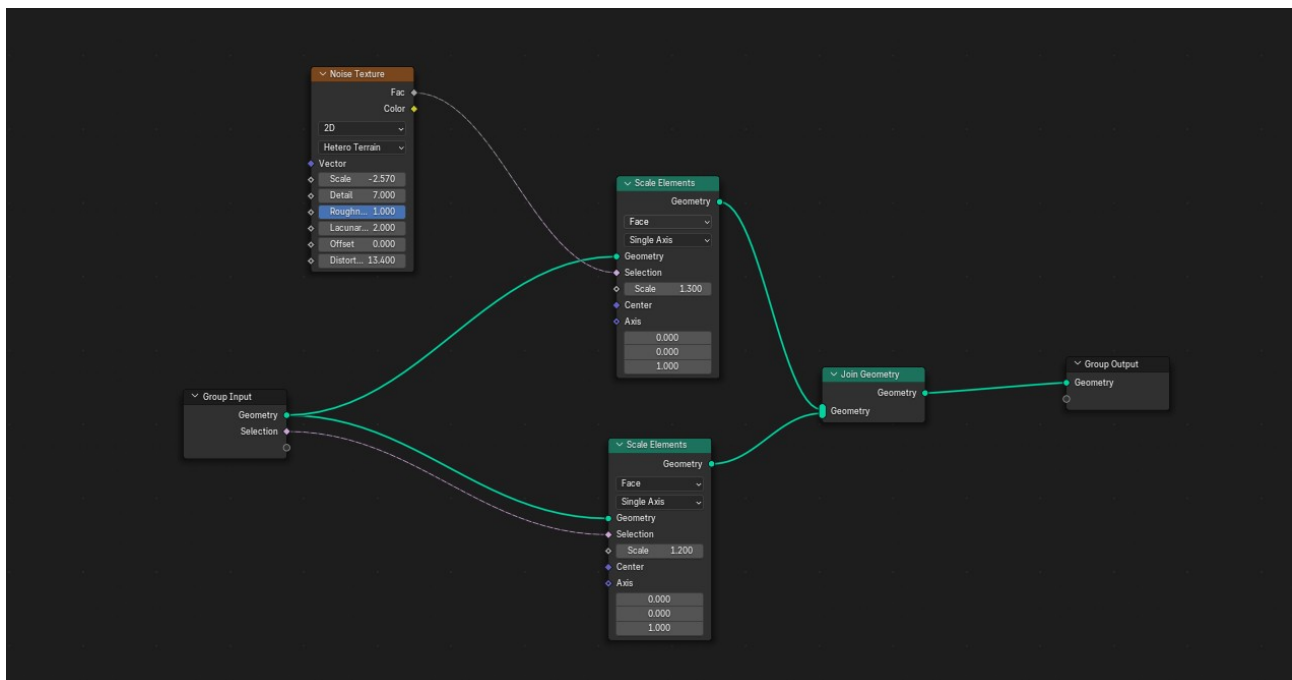 Noise Texture
Fac
Color
2D
Hetero Terrain
Vector
Scale -2.570
Detail 7.000
Roughn... 1.000
Lacunar... 2.000
Offset 0.000
Distort... 13.400
Scale Elements
Geometry
Face
Single Axis
Geometry
Selection
Scale 1.300
Center
Axis
0.000
0.000
1.000
Group Input
Geometry
Selection
Scale Elements
Geometry
Face
Single Axis
Geometry
Selection
Scale 1.200
Center
Axis
0.000
0.000
1.000
Join Geometry
Geometry
Geometry
Group Output
Geometry